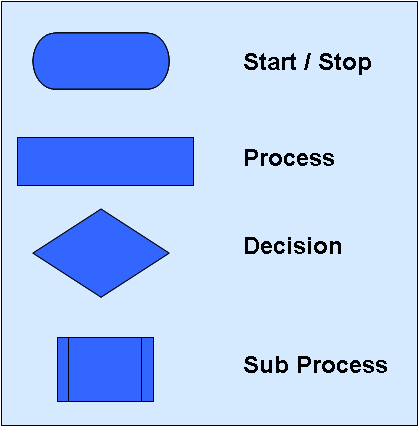 Start / Stop
Process
Decision
Sub Process